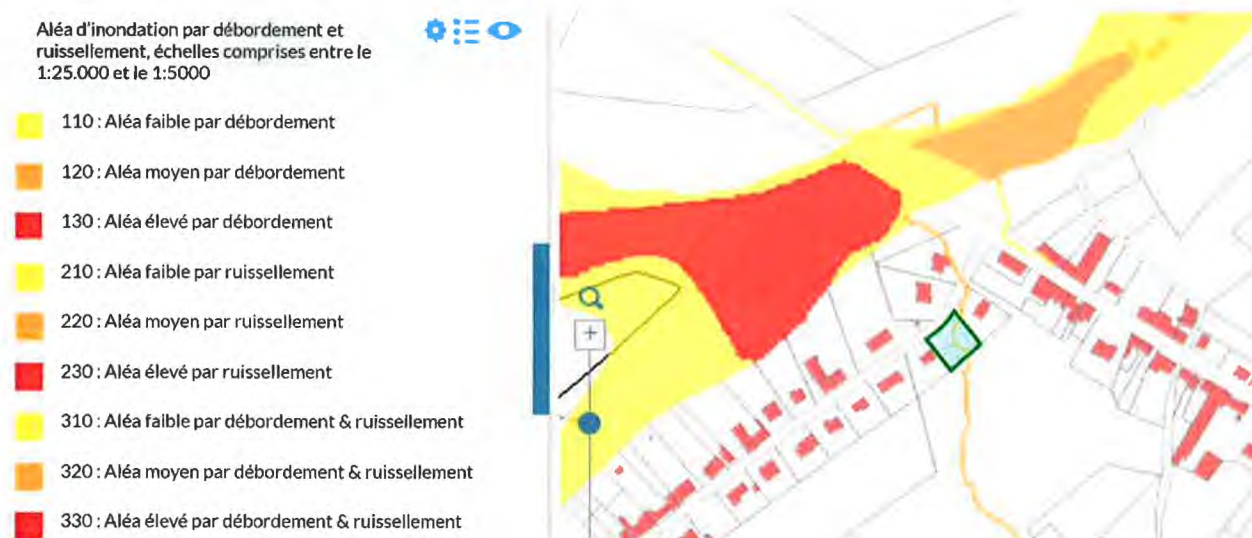 Aléa d'inondation par débordement et
ruissellement, échelles comprises entre le
1:25.000 et le 1:5000
110 : Aléa faible par débordement
120 : Aléa moyen par débordement
130 : Aléa élevé par débordement
210 : Aléa faible par ruissellement
220 : Aléa moyen par ruissellement
230 : Aléa élevé par ruissellement
310 : Aléa faible par débordement & ruissellement
320 : Aléa moyen par débordement & ruissellement
330 : Aléa élevé par débordement & ruissellement